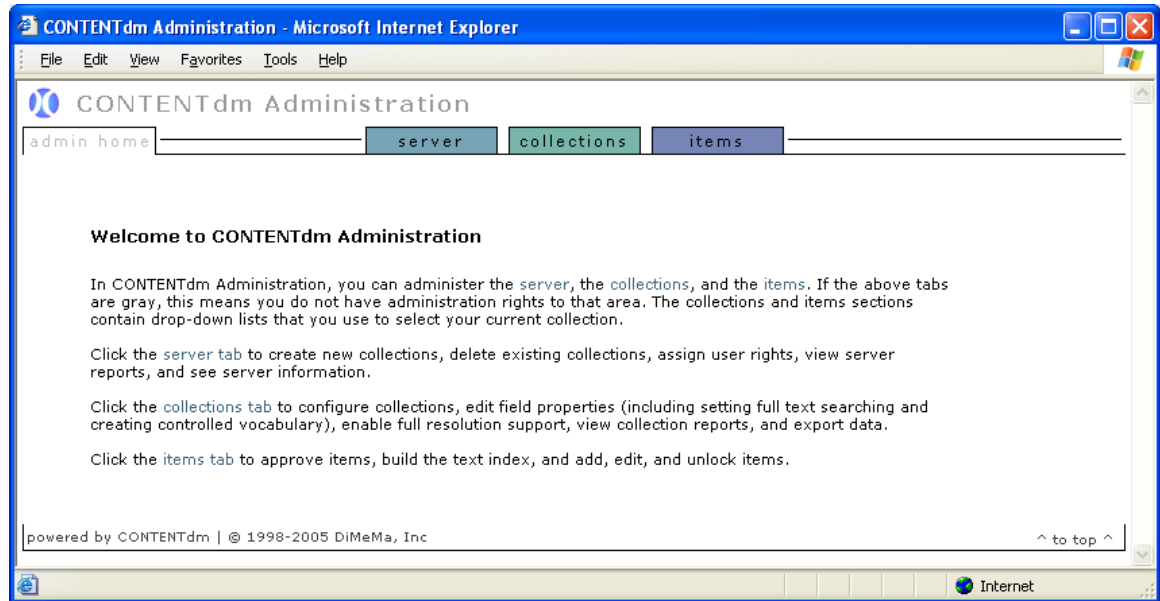 CONTENTdm Administration - Microsoft Internet Explorer
File Edit View Favorites Tools Help
CONTENTdm Administration
admin home server collections items
Welcome to CONTENTdm Administration
In CONTENTdm Administration, you can administer the server, the collections, and the items. If the above tabs
are gray, this means you do not have administration rights to that area. The collections and items sections
contain drop-down lists that you use to select your current collection.
Click the server tab to create new collections, delete existing collections, assign user rights, view server
reports, and see server information.
Click the collections tab to configure collections, edit field properties (including setting full text searching and
creating controlled vocabulary), enable full resolution support, view collection reports, and export data.
Click the items tab to approve items, build the text index, and add, edit, and unlock items.
powered by CONTENTdm | © 1998-2005 DiMeMa, Inc ^ to top ^
Internet